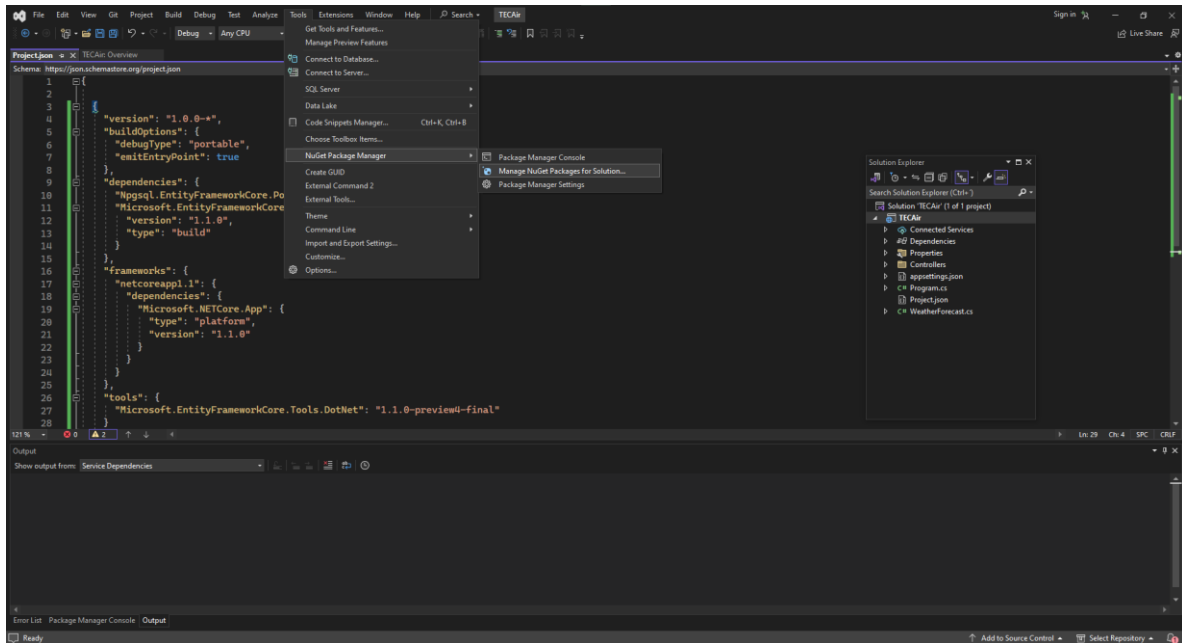 File Edit View Git Project Build Debug Test Analyze Tools Extensions Window Help Search TECAir Sign in
Debug Any CPU Live Share
Project.json TECAir: Overview
Schema: https://json.schemastore.org/project.json
Get Tools and Features...
Manage Preview Features
Connect to Database...
Connect to Server...
SQL Server
Data Lake
Code Snippets Manager... Ctrl+K, Ctrl+B
Choose Toolbox Items...
NuGet Package Manager
Create GUID
External Command 2
External Tools...
Theme
Command Line
Import and Export Settings...
Customize...
Options...
Package Manager Console
Manage NuGet Packages for Solution...
Package Manager Settings
1 {
2
3 {
4 "version": "1.0.0-*",
5 "buildOptions": {
6 "debugType": "portable",
7 "emitEntryPoint": true
8 },
9 "dependencies": {
10 "Npgsql.EntityFrameworkCore.Po
11 "Microsoft.EntityFrameworkCore
12 "version": "1.1.0",
13 "type": "build"
14 }
15 },
16 "frameworks": {
17 "netcoreapp1.1": {
18 "dependencies": {
19 "Microsoft.NETCore.App": {
20 "type": "platform",
21 "version": "1.1.0"
22 }
23 }
24 }
25 },
26 "tools": {
27 "Microsoft.EntityFrameworkCore.Tools.DotNet": "1.1.0-preview4-final"
28 }
Solution Explorer
Search Solution Explorer (Ctrl+¨)
Solution 'TECAir' (1 of 1 project)
TECAir
Connected Services
Dependencies
Properties
Controllers
appsettings.json
C# Program.cs
Project.json
C# WeatherForecast.cs
121 % 0 2 Ln: 29 Ch: 4 SPC CRLF
Output
Show output from: Service Dependencies
Error List Package Manager Console Output
Ready Add to Source Control Select Repository